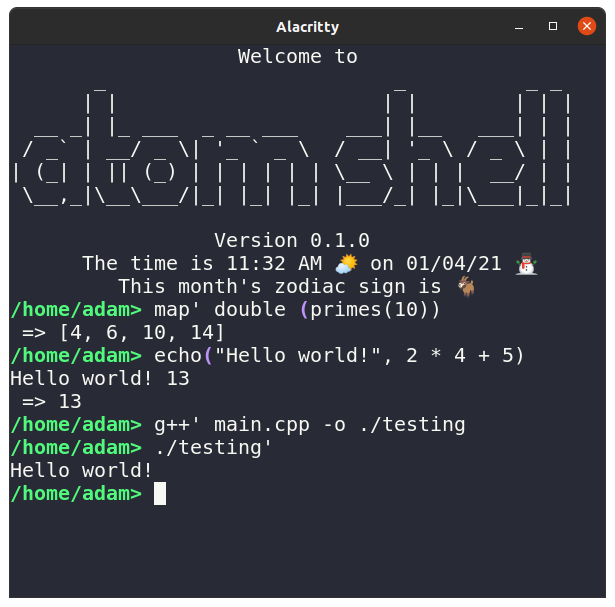 Alacritty
Welcome to
atom shell
Version 0.1.0
The time is 11:32 AM 🌤️ on 01/04/21 ⛄
This month's zodiac sign is 🐐
/home/adam> map' double (primes(10))
=> [4, 6, 10, 14]
/home/adam> echo("Hello world!", 2 * 4 + 5)
Hello world! 13
=> 13
/home/adam> g++' main.cpp -o ./testing
/home/adam> ./testing'
Hello world!
/home/adam>